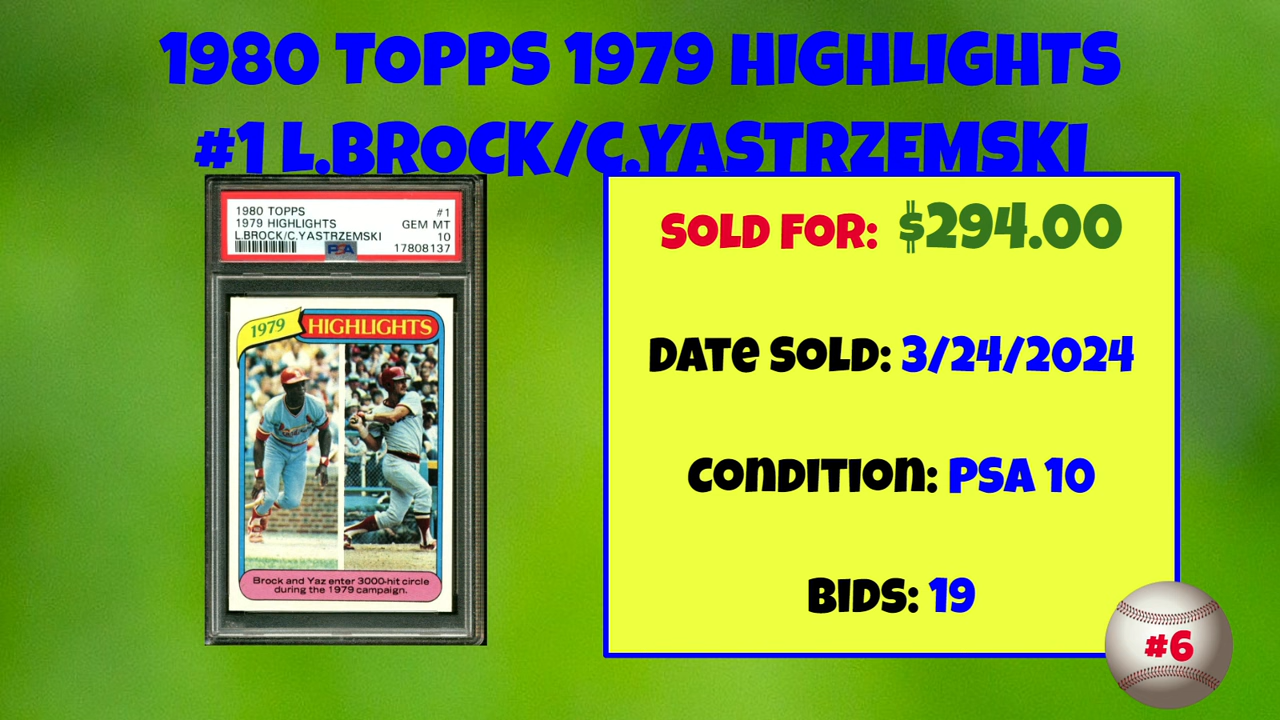 1980 TOPPS 1979 HIGHLIGHTS
#1 L.BROCK/C.YASTRZEMSKI
1980 TOPPS #1
1979 HIGHLIGHTS GEM MT
L.BROCK/C.YASTRZEMSKI 10
PSA 17808137
1979 HIGHLIGHTS
Brock and Yaz enter 3000-hit circle
during the 1979 campaign.
SOLD FOR: $294.00
DATE SOLD: 3/24/2024
CONDITION: PSA 10
BIDS: 19
#6